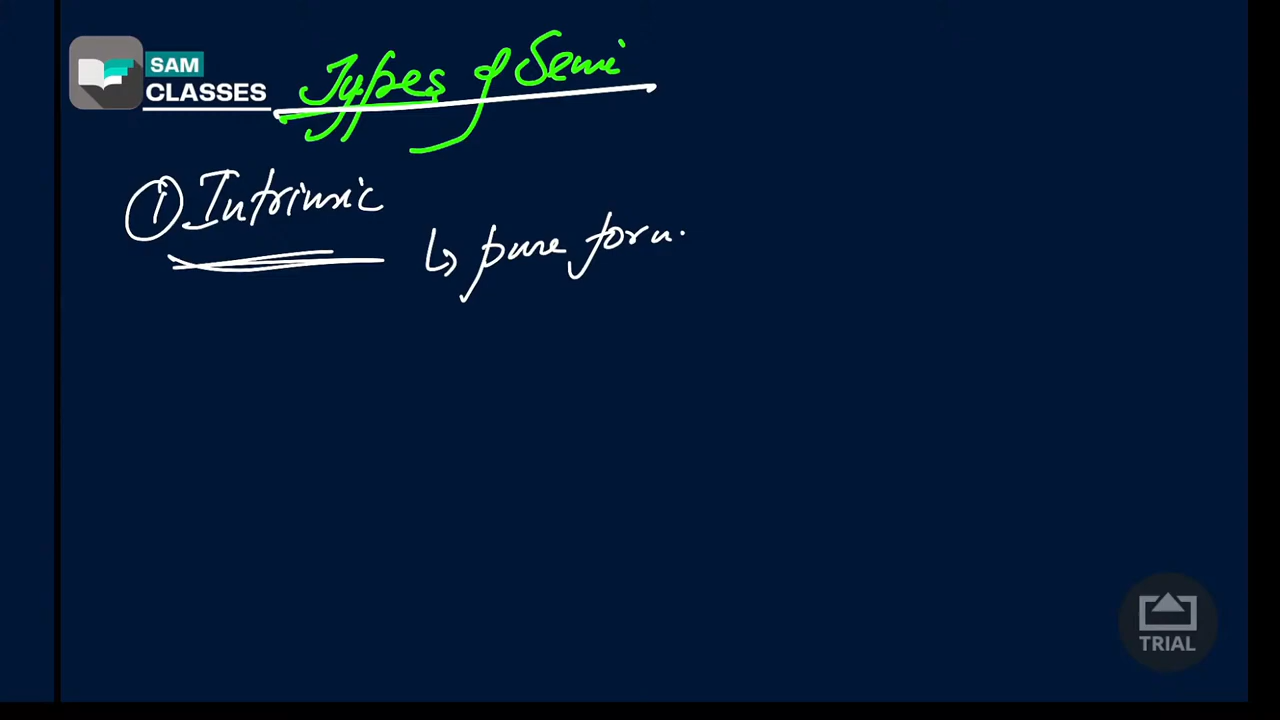 SAM
CLASSES
Types of Semi
① Intrinsic
↳ pure form.
TRIAL